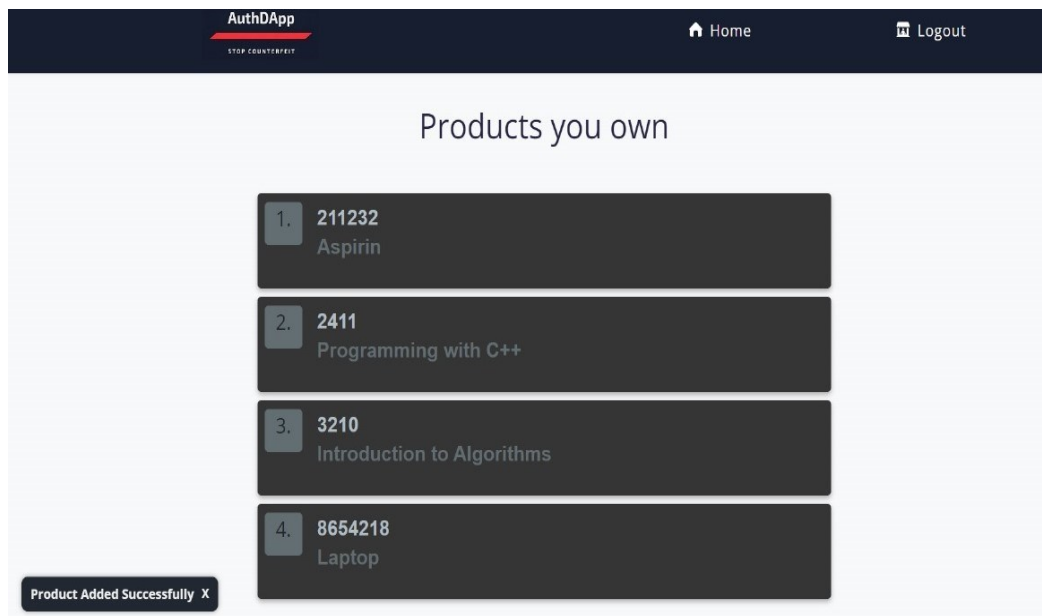 AuthDApp
STOP COUNTERFEIT
Home
Logout
Products you own
1.
211232
Aspirin
2.
2411
Programming with C++
3.
3210
Introduction to Algorithms
4.
8654218
Laptop
Product Added Successfully X